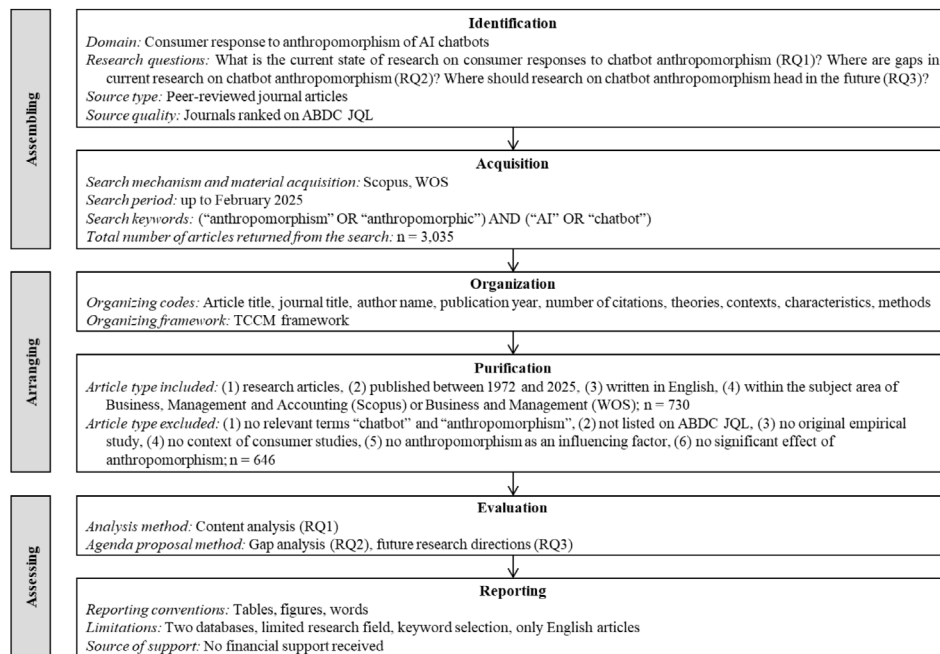 Assembling
Identification
Domain: Consumer response to anthropomorphism of AI chatbots
Research questions: What is the current state of research on consumer responses to chatbot anthropomorphism (RQ1)? Where are gaps in
current research on chatbot anthropomorphism (RQ2)? Where should research on chatbot anthropomorphism head in the future (RQ3)?
Source type: Peer-reviewed journal articles
Source quality: Journals ranked on ABDC JQL
Acquisition
Search mechanism and material acquisition: Scopus, WOS
Search period: up to February 2025
Search keywords: (“anthropomorphism” OR “anthropomorphic”) AND (“AI” OR “chatbot”)
Total number of articles returned from the search: n = 3,035
Arranging
Organization
Organizing codes: Article title, journal title, author name, publication year, number of citations, theories, contexts, characteristics, methods
Organizing framework: TCCM framework
Purification
Article type included: (1) research articles, (2) published between 1972 and 2025, (3) written in English, (4) within the subject area of
Business, Management and Accounting (Scopus) or Business and Management (WOS); n = 730
Article type excluded: (1) no relevant terms “chatbot” and “anthropomorphism”, (2) not listed on ABDC JQL, (3) no original empirical
study, (4) no context of consumer studies, (5) no anthropomorphism as an influencing factor, (6) no significant effect of
anthropomorphism; n = 646
Assessing
Evaluation
Analysis method: Content analysis (RQ1)
Agenda proposal method: Gap analysis (RQ2), future research directions (RQ3)
Reporting
Reporting conventions: Tables, figures, words
Limitations: Two databases, limited research field, keyword selection, only English articles
Source of support: No financial support received